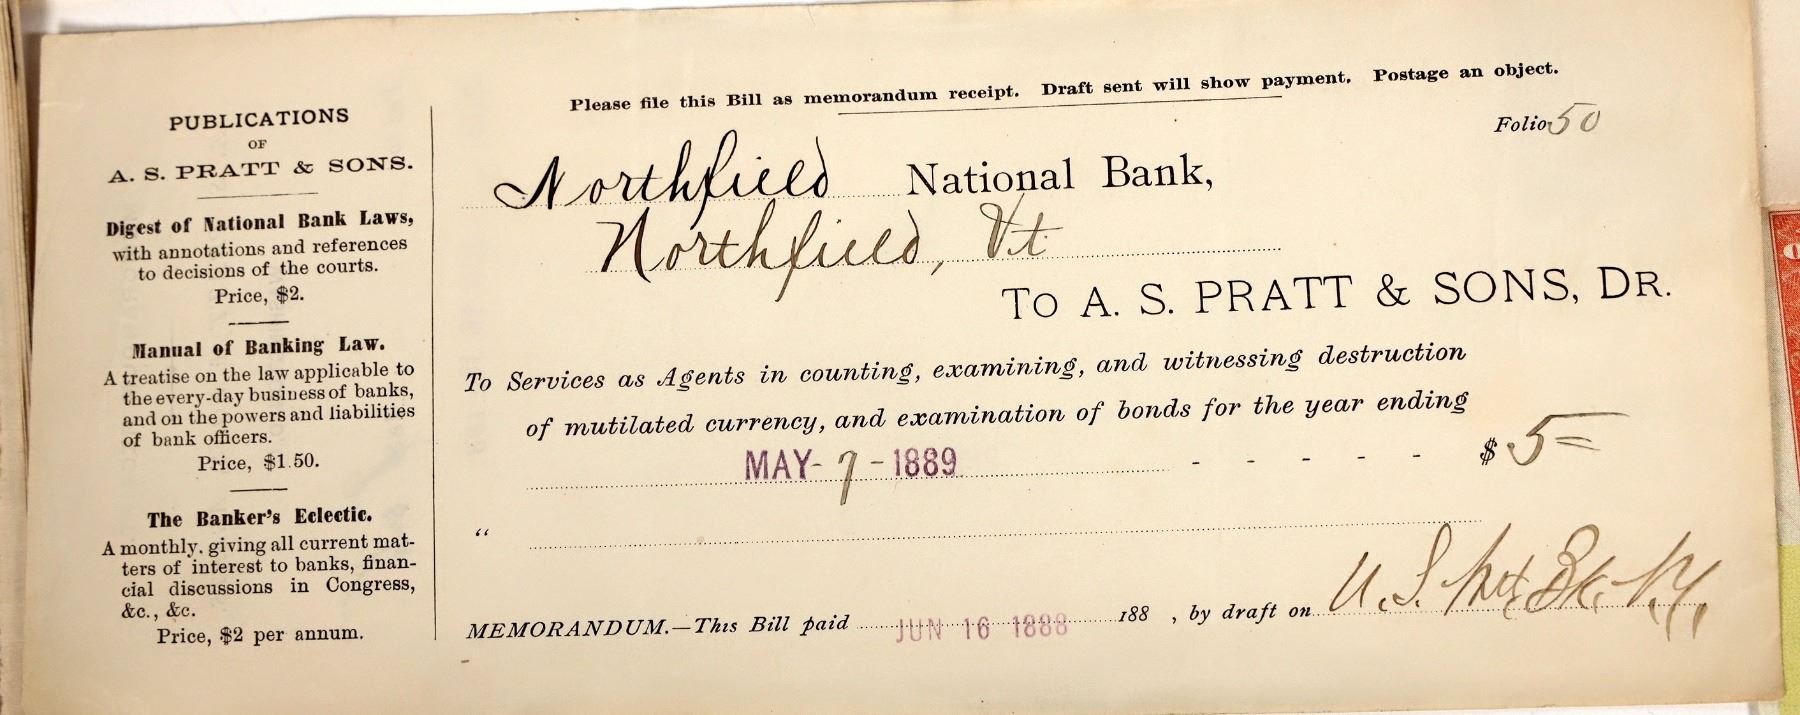 PUBLICATIONS
OF
A. S. PRATT & SONS.
Digest of National Bank Laws,
with annotations and references
to decisions of the courts.
Price, $2.
Manual of Banking Law.
A treatise on the law applicable to
the every-day business of banks,
and on the powers and liabilities
of bank officers.
Price, $1.50.
The Banker's Eclectic.
A monthly. giving all current mat-
ters of interest to banks, finan-
cial discussions in Congress,
&c., &c.
Price, $2 per annum.
Please file this Bill as memorandum receipt. Draft sent will show payment. Postage an object.
Folio 50
Northfield National Bank,
Northfield, Vt
TO A. S. PRATT & SONS, DR.
To Services as Agents in counting, examining, and witnessing destruction
of mutilated currency, and examination of bonds for the year ending
MAY - 7 - 1889 - - - - - $ 5=
"
MEMORANDUM.—This Bill paid JUN 16 1888 188 , by draft on U. S. Nat. Bk. N.Y.